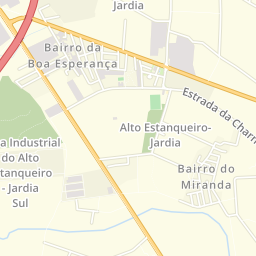 Jardia
Bairro da
Boa Esperança
Estrada da Charn
Alto Estanqueiro-
Jardia
a Industrial
do Alto
tanqueiro
- Jardia
Sul
Bairro do
Miranda